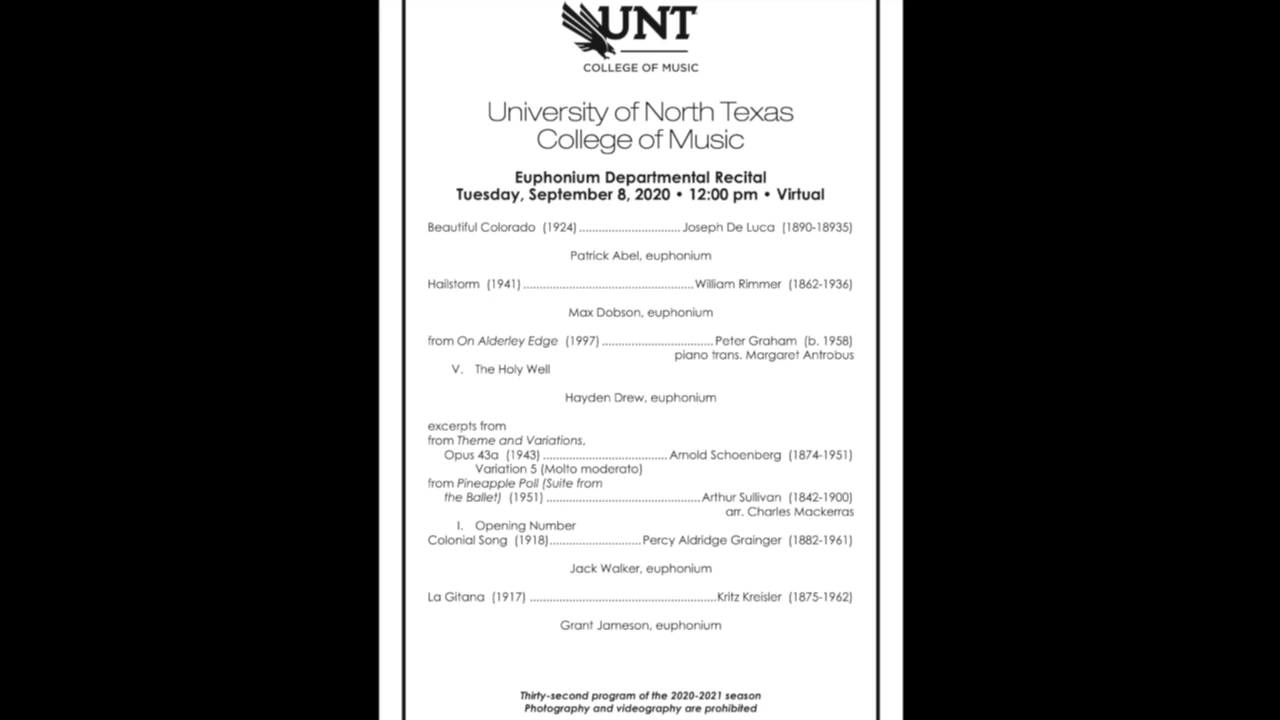 UNT
COLLEGE OF MUSIC
University of North Texas
College of Music
Euphonium Departmental Recital
Tuesday, September 8, 2020 • 12:00 pm • Virtual
Beautiful Colorado (1924) ............................... Joseph De Luca (1890-18935)
Patrick Abel, euphonium
Hailstorm (1941) .................................................... William Rimmer (1862-1936)
Max Dobson, euphonium
from On Alderley Edge (1997) .................................. Peter Graham (b. 1958)
piano trans. Margaret Antrobus
V. The Holy Well
Hayden Drew, euphonium
excerpts from
from Theme and Variations,
Opus 43a (1943) ...................................... Arnold Schoenberg (1874-1951)
Variation 5 (Molto moderato)
from Pineapple Poll (Suite from
the Ballet) (1951) ............................................... Arthur Sullivan (1842-1900)
arr. Charles Mackerras
I. Opening Number
Colonial Song (1918)............................ Percy Aldridge Grainger (1882-1961)
Jack Walker, euphonium
La Gitana (1917) .........................................................Kritz Kreisler (1875-1962)
Grant Jameson, euphonium
Thirty-second program of the 2020-2021 season
Photography and videography are prohibited